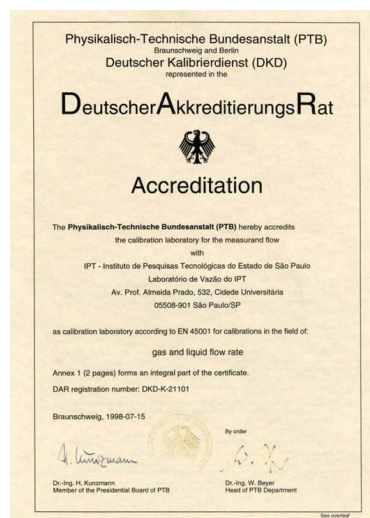 Physikalisch-Technische Bundesanstalt (PTB)
Braunschweig and Berlin
Deutscher Kalibrierdienst (DKD)
represented in the
DeutscherAkkreditierungsRat
Accreditation
The Physikalisch-Technische Bundesanstalt (PTB) hereby accredits
the calibration laboratory for the measurand flow
with
IPT - Instituto de Pesquisas Tecnológicas do Estado de São Paulo
Laboratório de Vazão do IPT
Av. Prof. Almeida Prado, 532, Cidede Universitária
05508-901 São Paulo/SP
as calibration laboratory according to EN 45001 for calibrations in the field of:
gas and liquid flow rate
Annex 1 (2 pages) forms an integral part of the certificate.
DAR registration number: DKD-K-21101
Braunschweig, 1998-07-15
By order
H. Kunzmann
Dr.-Ing. H. Kunzmann
Dr.-Ing. W. Beyer
Member of the Presidential Board of PTB
Head of PTB Department
See overleaf